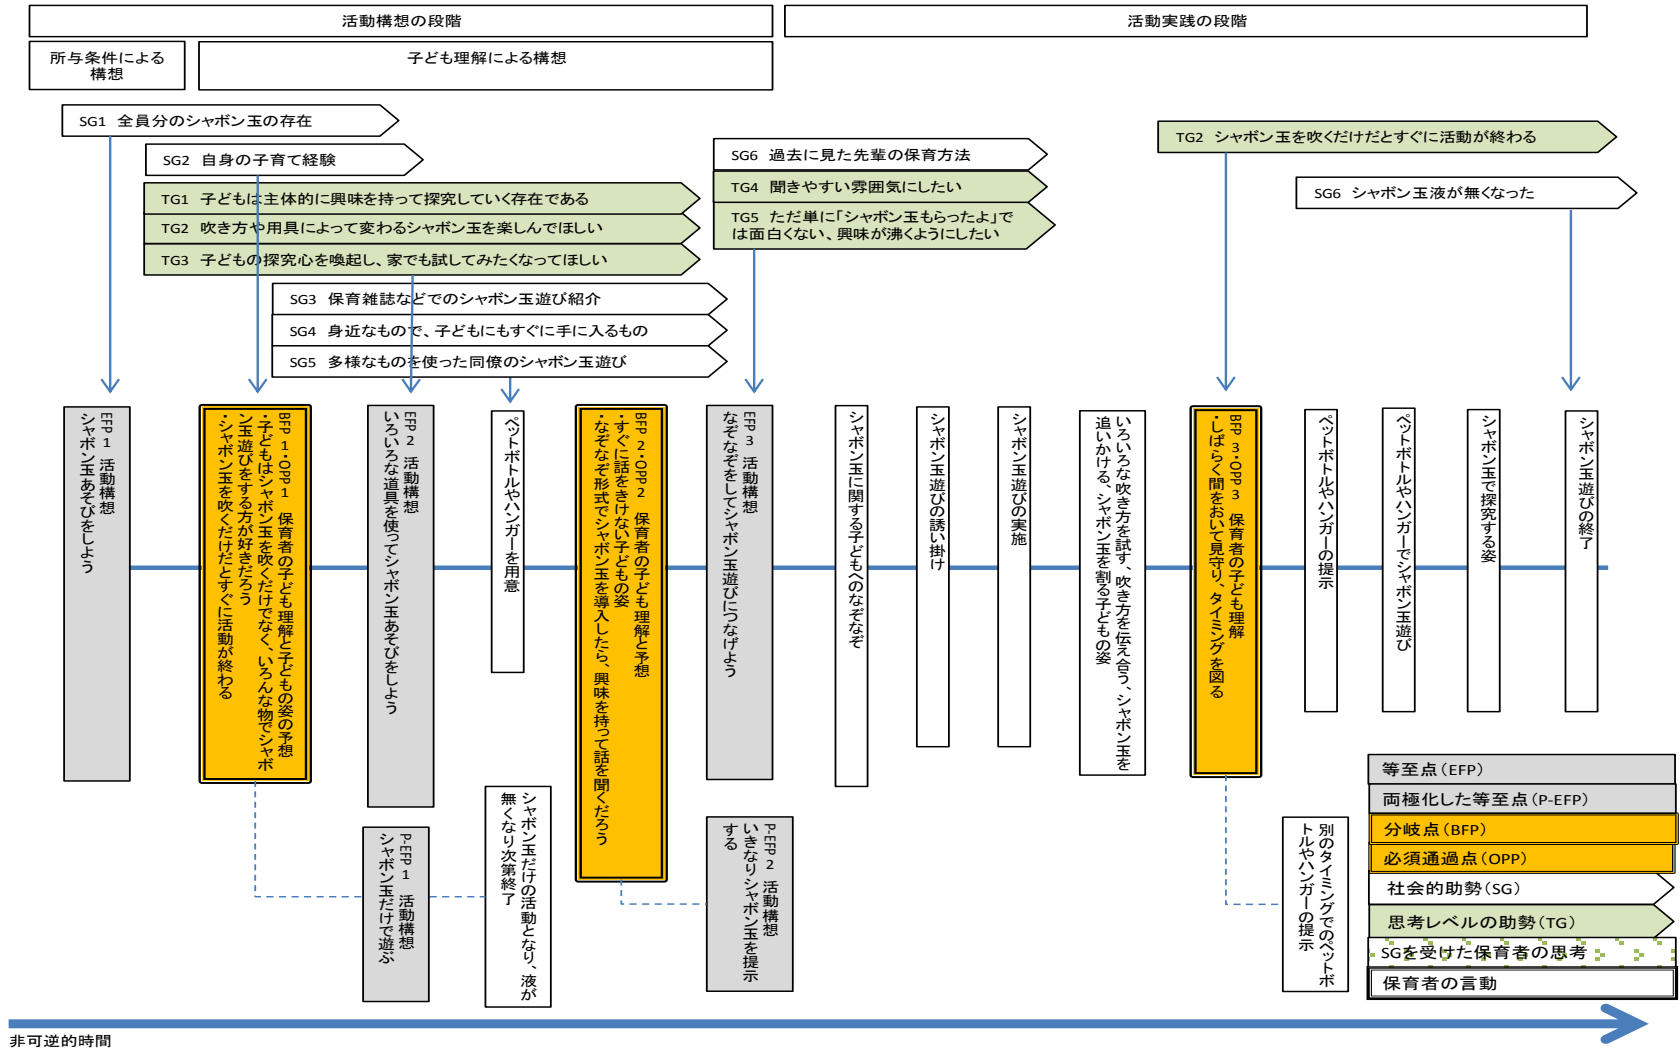 活動構想の段階
活動実践の段階
所与条件による
構想
子ども理解による構想
SG1 全員分のシャボン玉の存在
SG2 自身の子育て経験
TG1 子どもは主体的に興味を持って探究していく存在である
TG2 吹き方や用具によって変わるシャボン玉を楽しんでほしい
TG3 子どもの探究心を喚起し、家でも試してみたくなってほしい
SG3 保育雑誌などでのシャボン玉遊び紹介
SG4 身近なもので、子どもにもすぐに手に入るもの
SG5 多様なものを使った同僚のシャボン玉遊び
SG6 過去に見た先輩の保育方法
TG4 聞きやすい雰囲気にしたい
TG5 ただ単に「シャボン玉もらったよ」で
は面白くない、興味が沸くようにしたい
TG2 シャボン玉を吹くだけだとすぐに活動が終わる
SG6 シャボン玉液が無くなった
EFP1 活動構想
シャボン玉あそびをしよう
BFP1・OPP1 保育者の子ども理解と子どもの姿の予想
・子どもはシャボン玉を吹くだけでなく、いろんな物でシャボ
ン玉遊びをする方が好きだろう
・シャボン玉を吹くだけだとすぐに活動が終わる
EFP2 活動構想
いろいろな道具を使ってシャボン玉あそびをしよう
ペットボトルやハンガーを用意
BFP2・OPP2 保育者の子ども理解と予想
・すぐに話をきけない子どもの姿
・なぞなぞ形式でシャボン玉を導入したら、興味を持って話を聞くだろう
EFP3 活動構想
なぞなぞをしてシャボン玉遊びにつなげよう
シャボン玉に関する子どもへのなぞなぞ
シャボン玉遊びの誘い掛け
シャボン玉遊びの実施
いろいろな吹き方を試す、吹き方を伝え合う、シャボン玉を
追いかける、シャボン玉を割る子どもの姿
BFP3・OPP3 保育者の子ども理解
・しばらく間をおいて見守り、タイミングを図る
ペットボトルやハンガーの提示
ペットボトルやハンガーでシャボン玉遊び
シャボン玉で探究する姿
シャボン玉遊びの終了
P-EFP1 活動構想
シャボン玉だけで遊ぶ
シャボン玉だけの活動となり、液が
無くなり次第終了
P-EFP2 活動構想
いきなりシャボン玉を提示
する
別のタイミングでのペットボ
トルやハンガーの提示
等至点(EFP)
両極化した等至点(P-EFP)
分岐点(BFP)
必須通過点(OPP)
社会的助勢(SG)
思考レベルの助勢(TG)
SGを受けた保育者の思考
保育者の言動
非可逆的時間